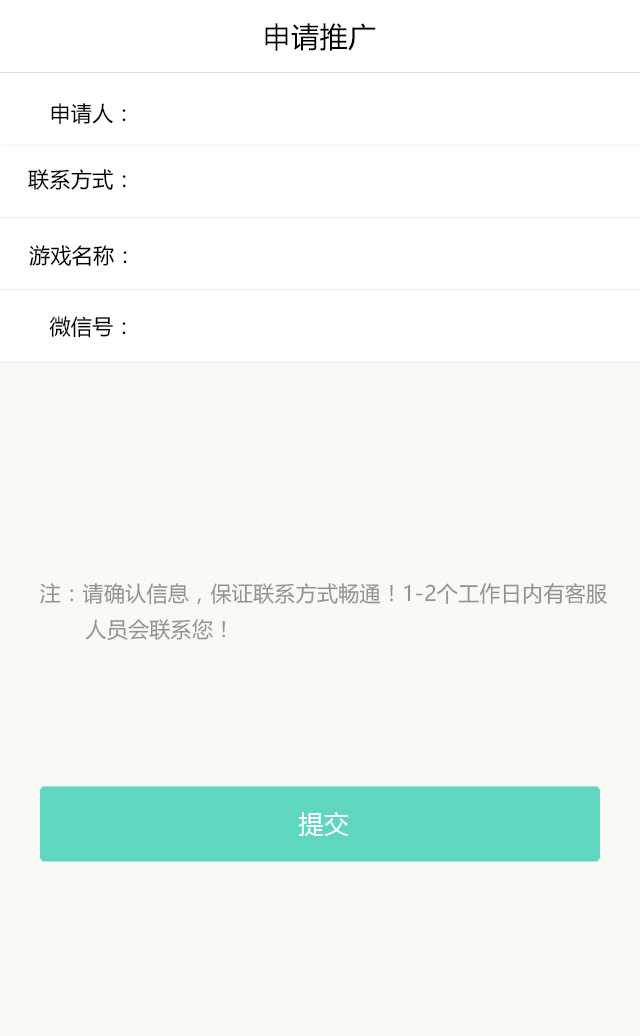 申请推广
申请人：
联系方式：
游戏名称：
微信号：
注：请确认信息，保证联系方式畅通！1-2个工作日内有客服
人员会联系您！
提交